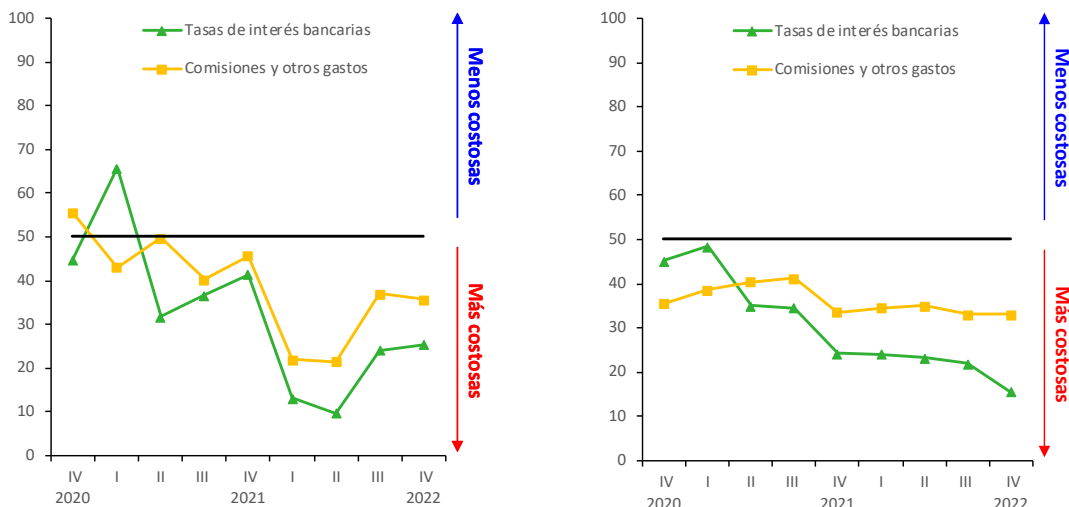 100
90
80
70
60
50
40
30
20
10
0
Tasas de interés bancarias
Comisiones y otros gastos
Menos costosas
Más costosas
IV I II III IV I II III IV
2020 2021 2022
100
90
80
70
60
50
40
30
20
10
0
Tasas de interés bancarias
Comisiones y otros gastos
Menos costosas
Más costosas
IV I II III IV I II III IV
2020 2021 2022